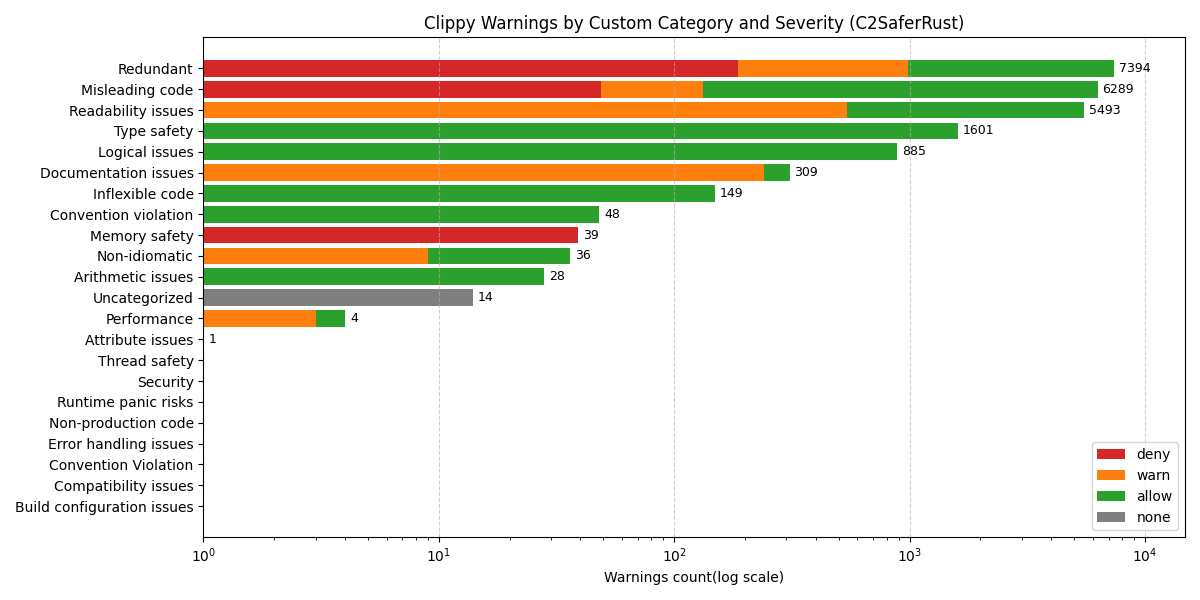 Clippy Warnings by Custom Category and Severity (C2SaferRust)
Redundant 7394
Misleading code 6289
Readability issues 5493
Type safety 1601
Logical issues 885
Documentation issues 309
Inflexible code 149
Convention violation 48
Memory safety 39
Non-idiomatic 36
Arithmetic issues 28
Uncategorized 14
Performance 4
Attribute issues 1
Thread safety
Security
Runtime panic risks
Non-production code
Error handling issues
Convention Violation
Compatibility issues
Build configuration issues
deny
warn
allow
none
10⁰ 10¹ 10² 10³ 10⁴
Warnings count(log scale)